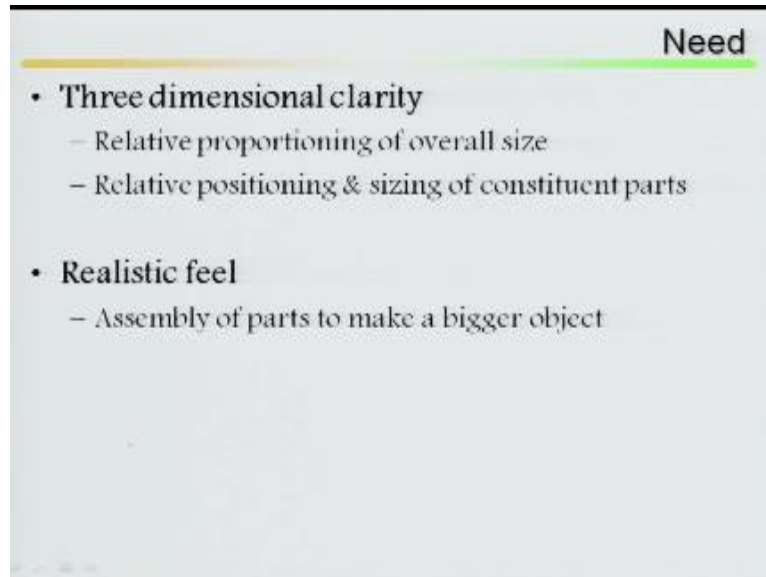 Need
• Three dimensional clarity
– Relative proportioning of overall size
– Relative positioning & sizing of constituent parts
• Realistic feel
– Assembly of parts to make a bigger object